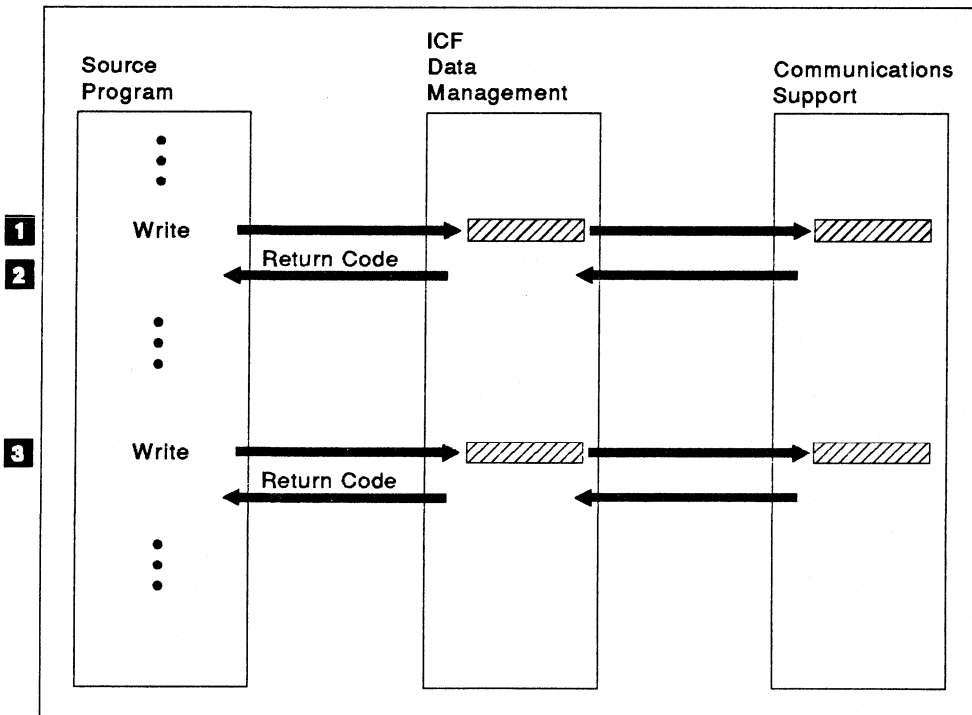 Source
Program
ICF
Data
Management
Communications
Support
1 Write
Return Code
2
3 Write
Return Code